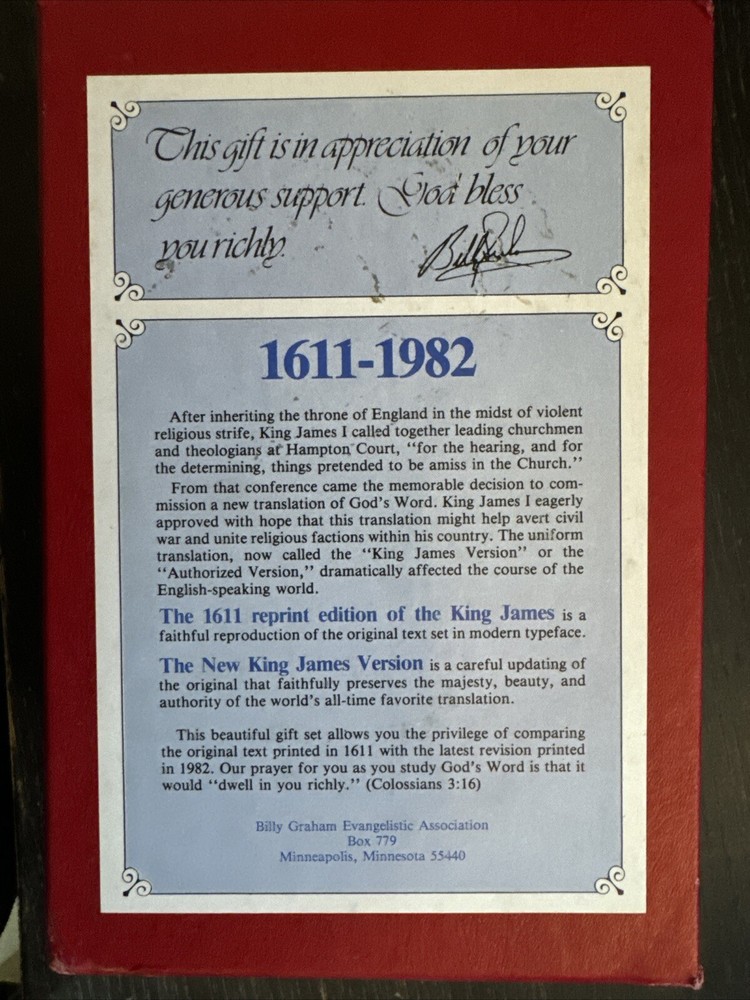 This gift is in appreciation of your
generous support. God bless
you richly.
1611-1982
After inheriting the throne of England in the midst of violent
religious strife, King James I called together leading churchmen
and theologians at Hampton Court, “for the hearing, and for
the determining, things pretended to be amiss in the Church.”
From that conference came the memorable decision to com-
mission a new translation of God’s Word. King James I eagerly
approved with hope that this translation might help avert civil
war and unite religious factions within his country. The uniform
translation, now called the “King James Version” or the
“Authorized Version,” dramatically affected the course of the
English-speaking world.
The 1611 reprint edition of the King James is a
faithful reproduction of the original text set in modern typeface.
The New King James Version is a careful updating of
the original that faithfully preserves the majesty, beauty, and
authority of the world’s all-time favorite translation.
This beautiful gift set allows you the privilege of comparing
the original text printed in 1611 with the latest revision printed
in 1982. Our prayer for you as you study God’s Word is that it
would “dwell in you richly.” (Colossians 3:16)
Billy Graham Evangelistic Association
Box 779
Minneapolis, Minnesota 55440